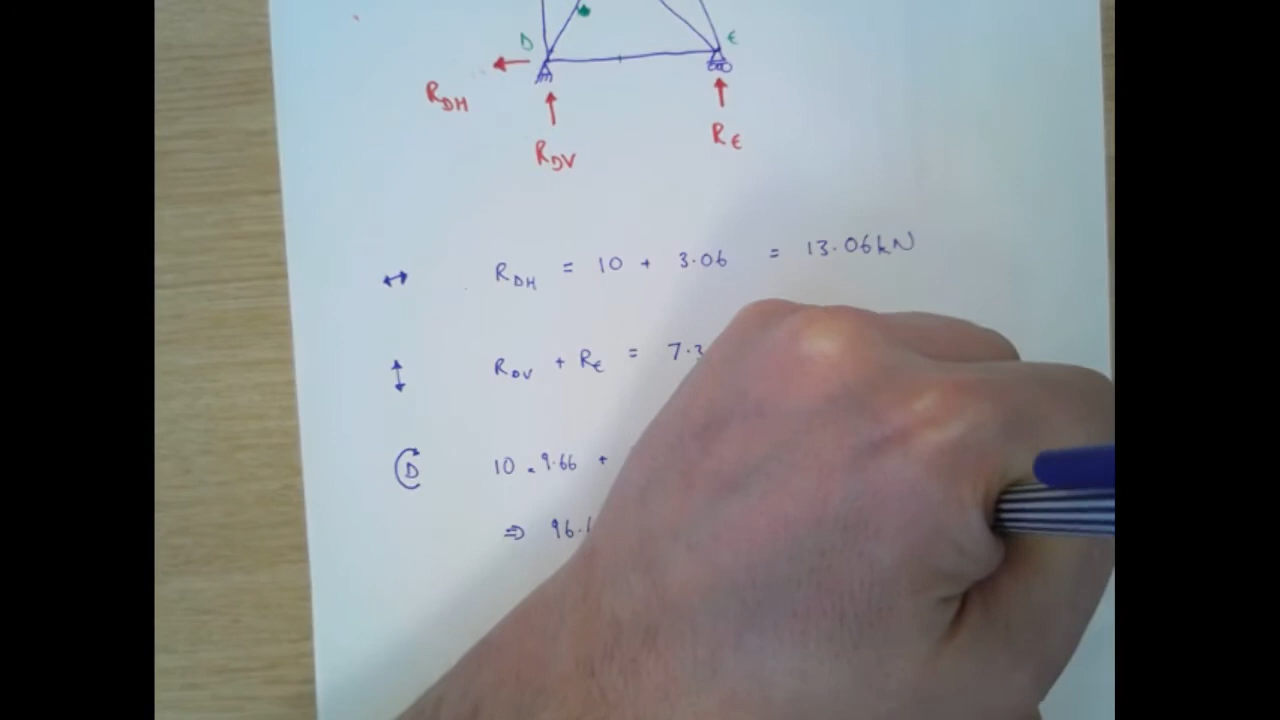 D E
R_DH
R_DV R_E
↔ R_DH = 10 + 3.06 = 13.06kN
↕ R_DV + R_E = 7.3
D 10 × 9.66 +
⇒ 96.